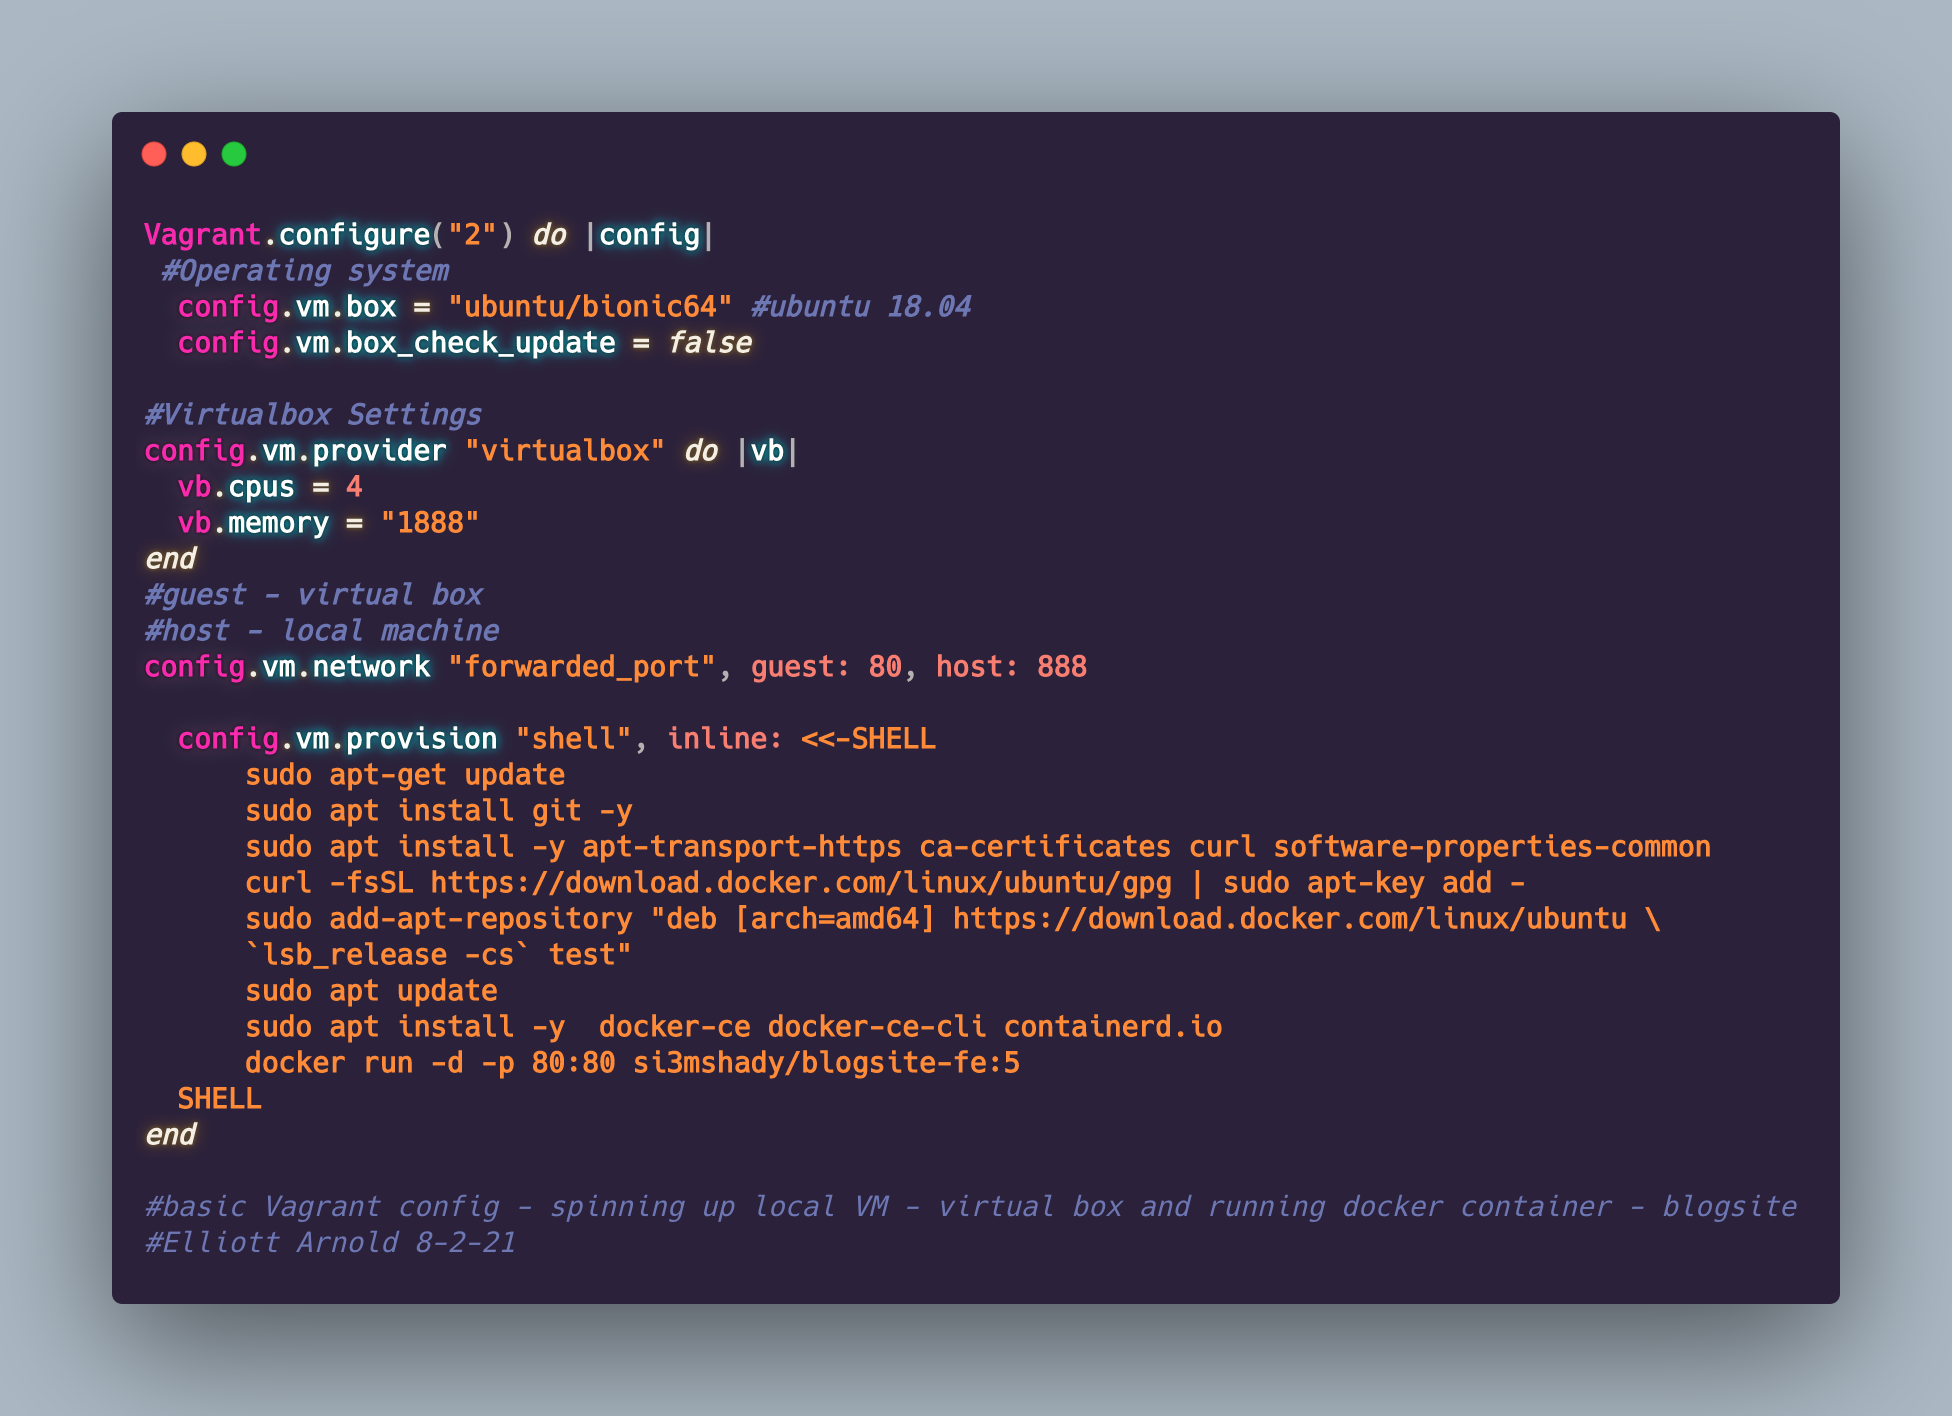 Vagrant.configure("2") do |config|
 #Operating system
  config.vm.box = "ubuntu/bionic64" #ubuntu 18.04
  config.vm.box_check_update = false

#Virtualbox Settings
config.vm.provider "virtualbox" do |vb|
  vb.cpus = 4
  vb.memory = "1888"
end
#guest - virtual box
#host - local machine
config.vm.network "forwarded_port", guest: 80, host: 888

  config.vm.provision "shell", inline: <<-SHELL
      sudo apt-get update
      sudo apt install git -y
      sudo apt install -y apt-transport-https ca-certificates curl software-properties-common
      curl -fsSL https://download.docker.com/linux/ubuntu/gpg | sudo apt-key add -
      sudo add-apt-repository "deb [arch=amd64] https://download.docker.com/linux/ubuntu \
      `lsb_release -cs` test"
      sudo apt update
      sudo apt install -y  docker-ce docker-ce-cli containerd.io
      docker run -d -p 80:80 si3mshady/blogsite-fe:5
  SHELL
end

#basic Vagrant config - spinning up local VM - virtual box and running docker container - blogsite
#Elliott Arnold 8-2-21